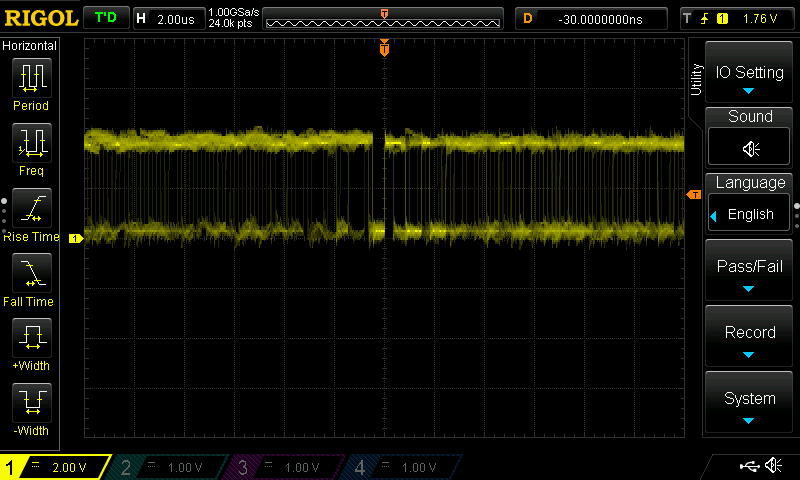 RIGOL T'D H 2.00us 1.00GSa/s 24.0k pts T D -30.0000000ns T 1 1.76 V
Horizontal
Period
Freq
Rise Time
Fall Time
+Width
-Width
T
T
1
Utility
IO Setting
Sound
Language
English
Pass/Fail
Record
System
1 2.00 V 2 1.00 V 3 1.00 V 4 1.00 V